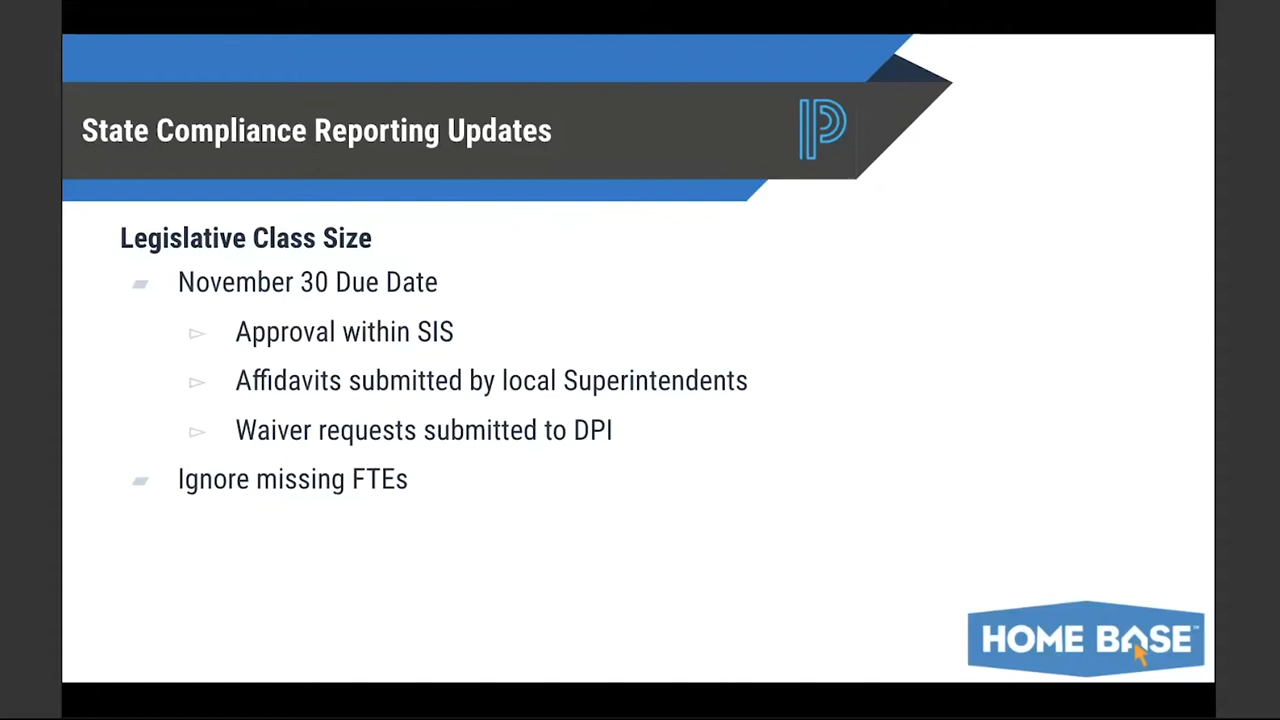 State Compliance Reporting Updates
Legislative Class Size
November 30 Due Date
Approval within SIS
Affidavits submitted by local Superintendents
Waiver requests submitted to DPI
Ignore missing FTEs
HOME BASE